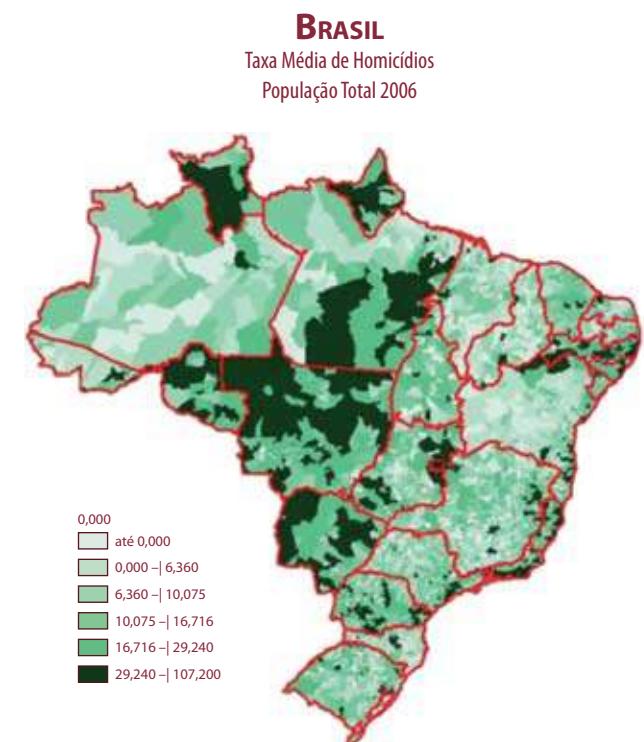 BRASIL
Taxa Média de Homicídios
População Total 2006
0,000
até 0,000
0,000 –| 6,360
6,360 –| 10,075
10,075 –| 16,716
16,716 –| 29,240
29,240 –| 107,200